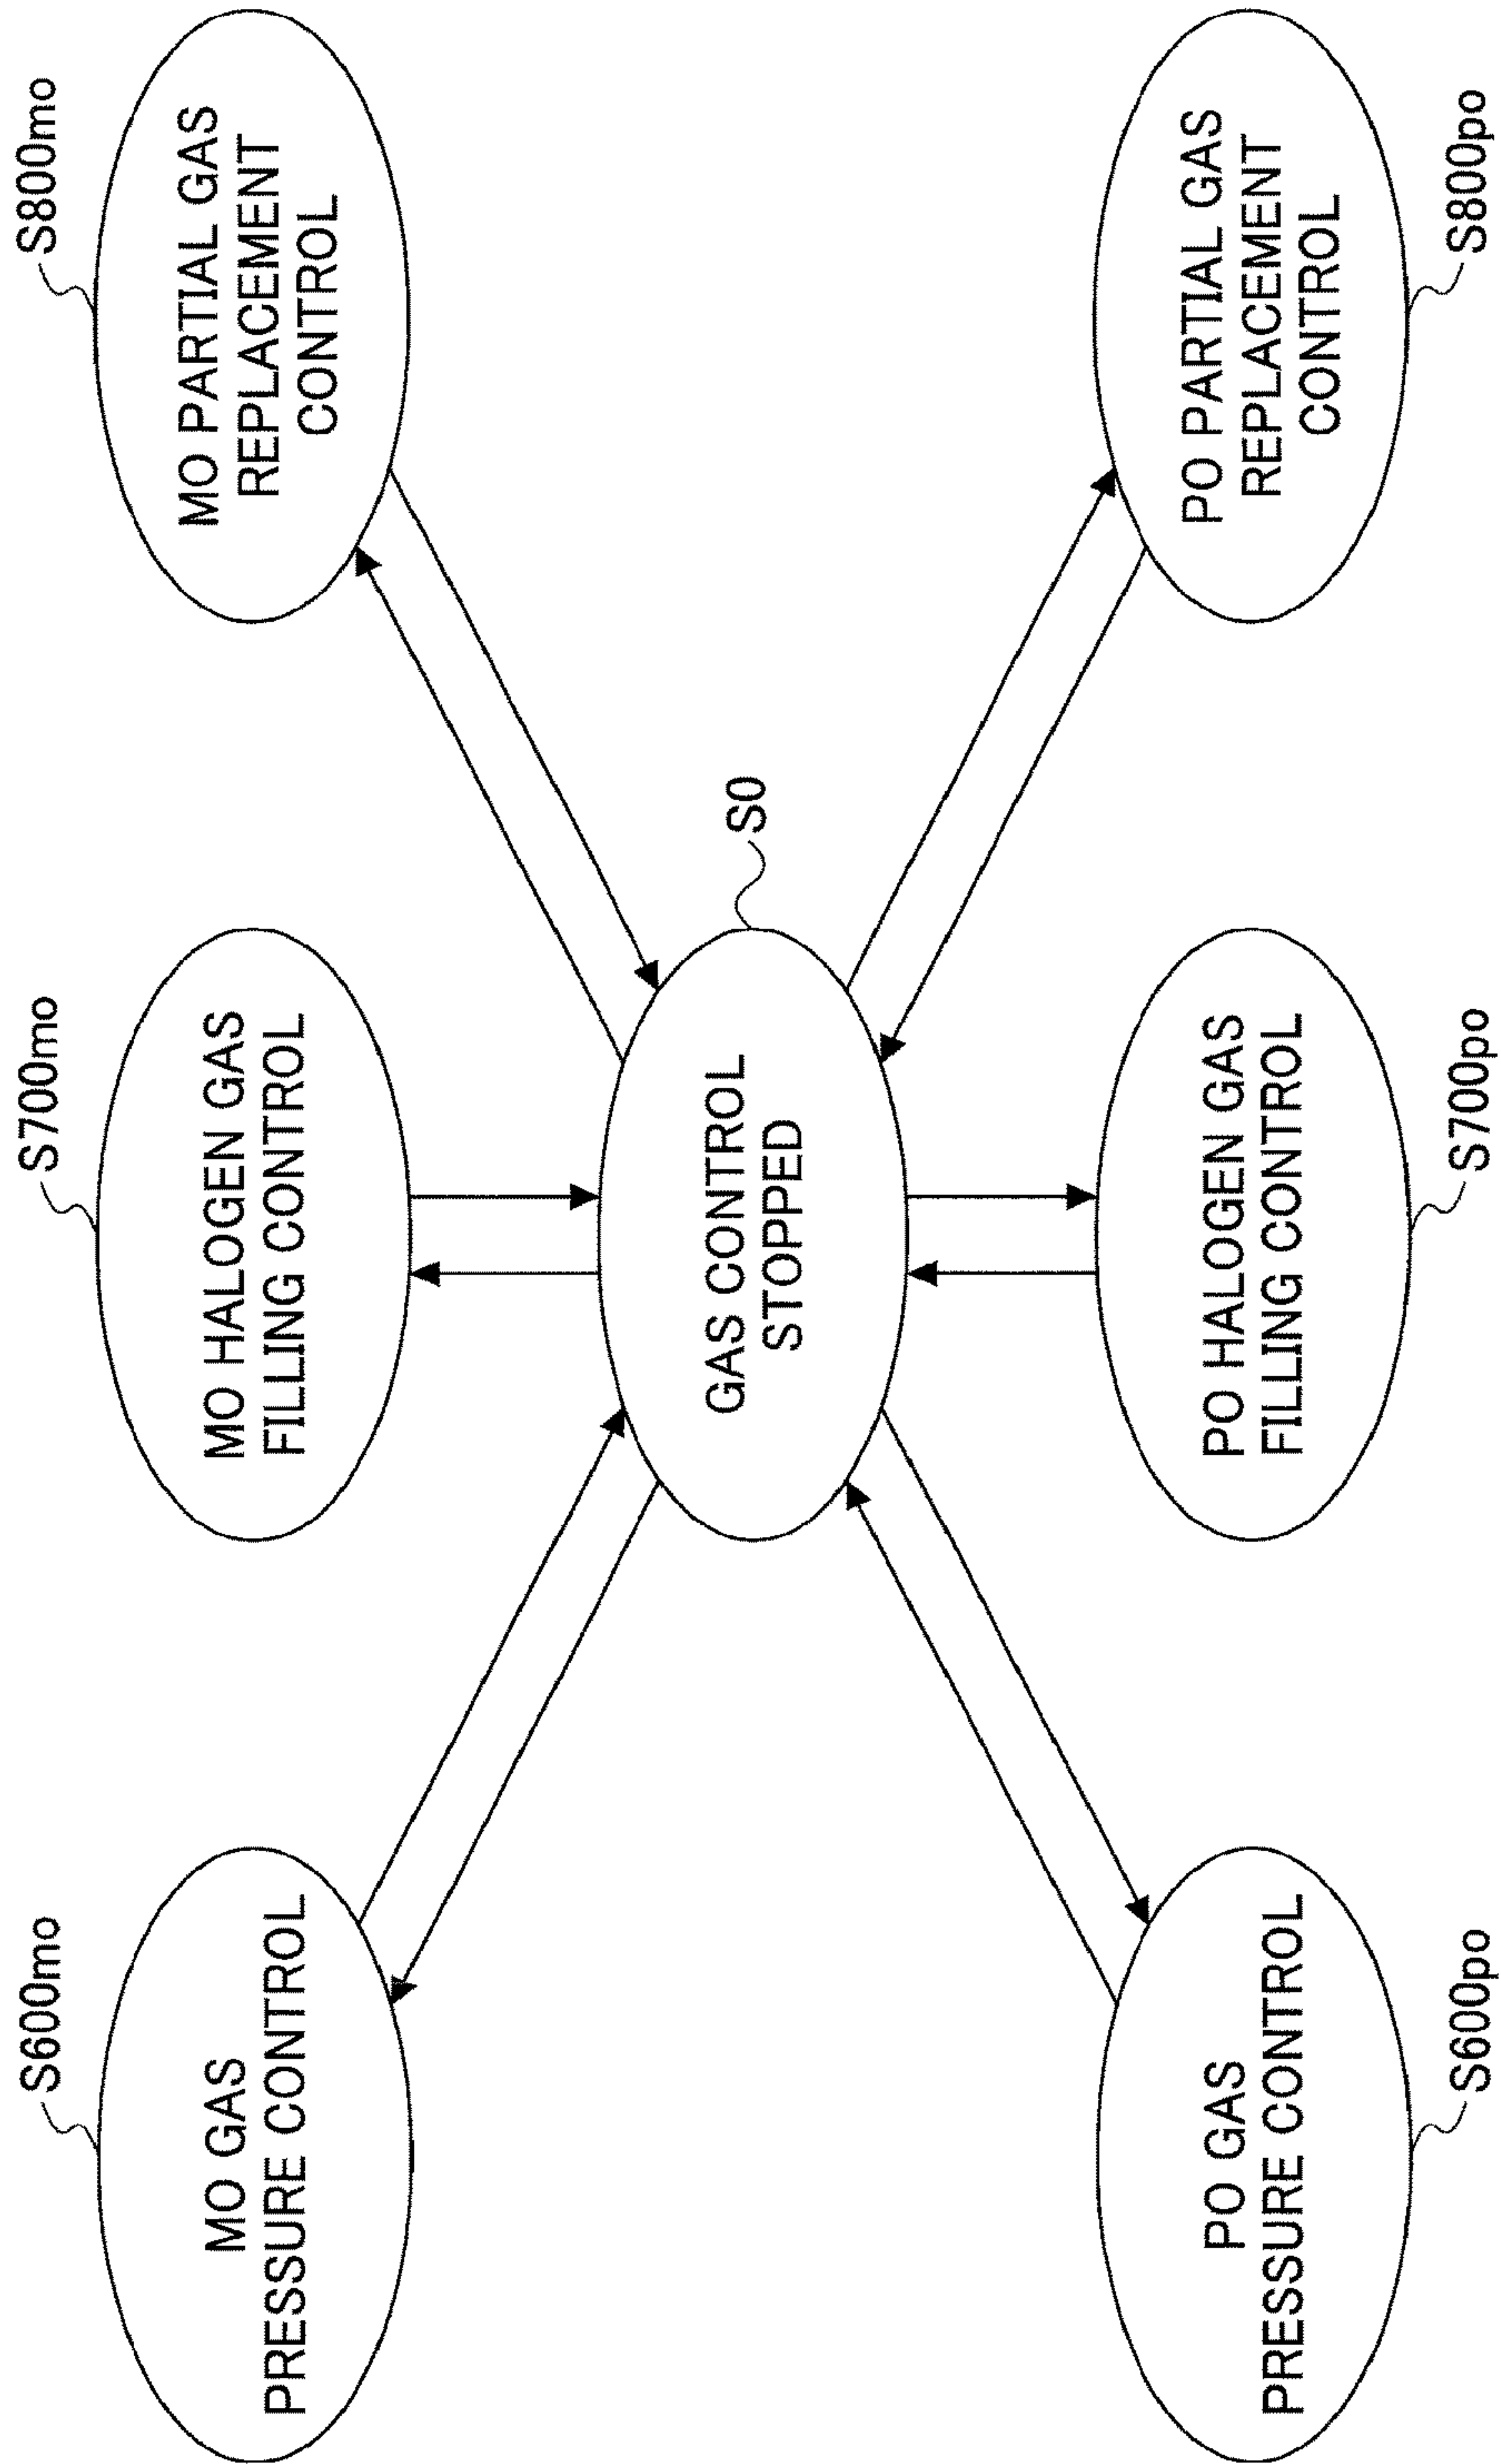 S600mo
MO GAS
PRESSURE CONTROL
S700mo
MO HALOGEN GAS
FILLING CONTROL
S800mo
MO PARTIAL GAS
REPLACEMENT
CONTROL
S0
GAS CONTROL
STOPPED
PO GAS
PRESSURE CONTROL
S600po
PO HALOGEN GAS
FILLING CONTROL
S700po
PO PARTIAL GAS
REPLACEMENT
CONTROL
S800po